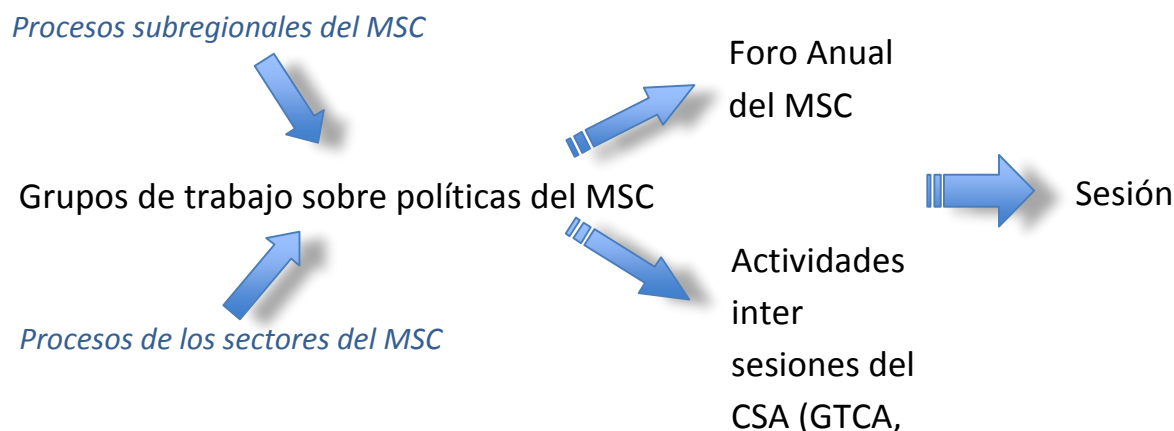 Procesos subregionales del MSC
Foro Anual
del MSC
Grupos de trabajo sobre políticas del MSC
Sesión
Actividades
inter
sesiones del
CSA (GTCA,
Procesos de los sectores del MSC